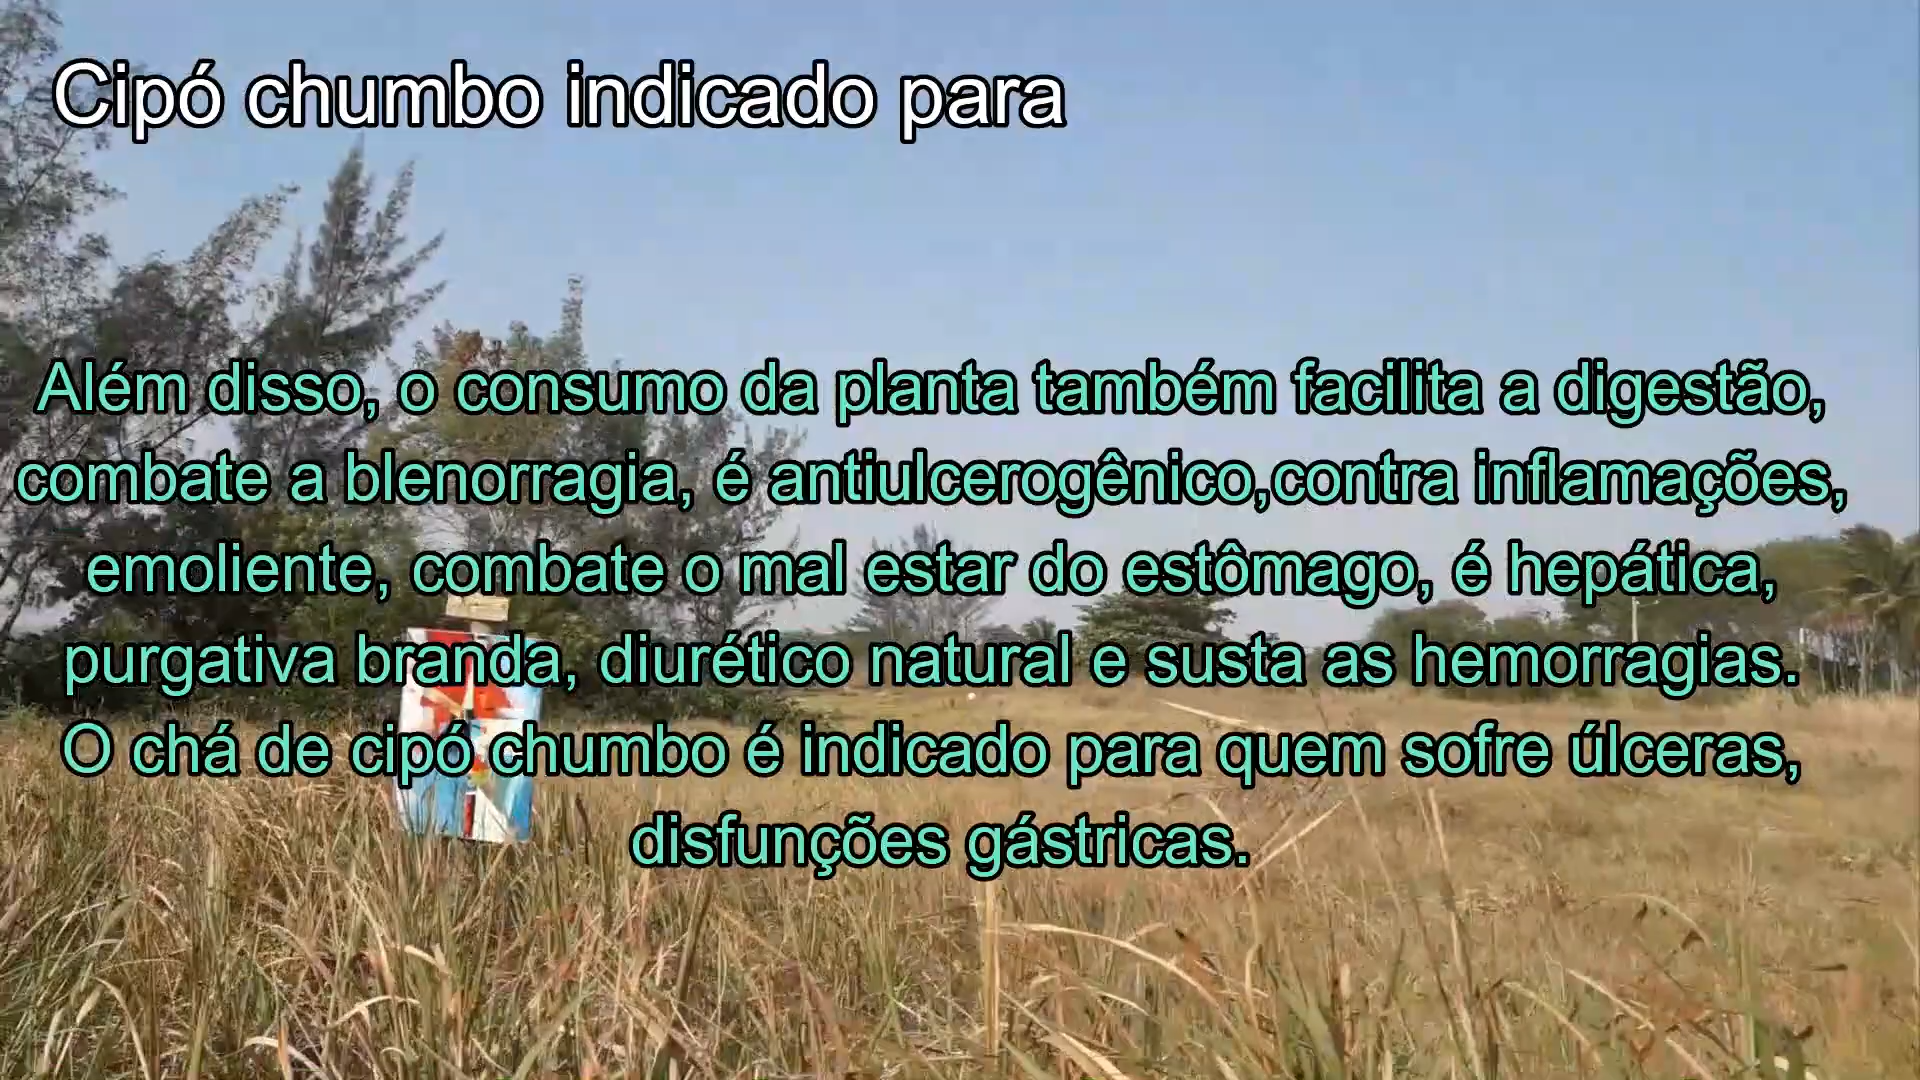 Cipó chumbo indicado para
Além disso, o consumo da planta também facilita a digestão,
combate a blenorragia, é antiulcerogênico,contra inflamações,
emoliente, combate o mal estar do estômago, é hepática,
purgativa branda, diurético natural e susta as hemorragias.
O chá de cipó chumbo é indicado para quem sofre úlceras,
disfunções gástricas.